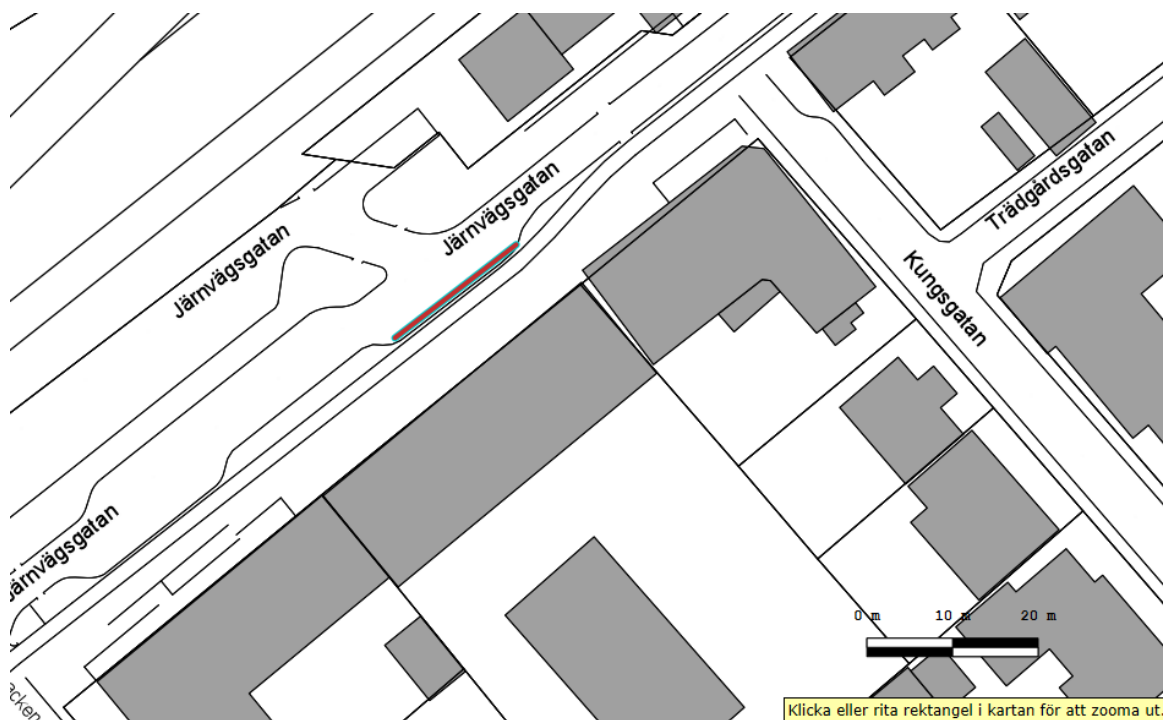 Järnvägsgatan
Järnvägsgatan
Trädgårdsgatan
Kungsgatan
Järnvägsgatan
0 m 10 m 20 m
Klicka eller rita rektangel i kartan för att zooma ut.